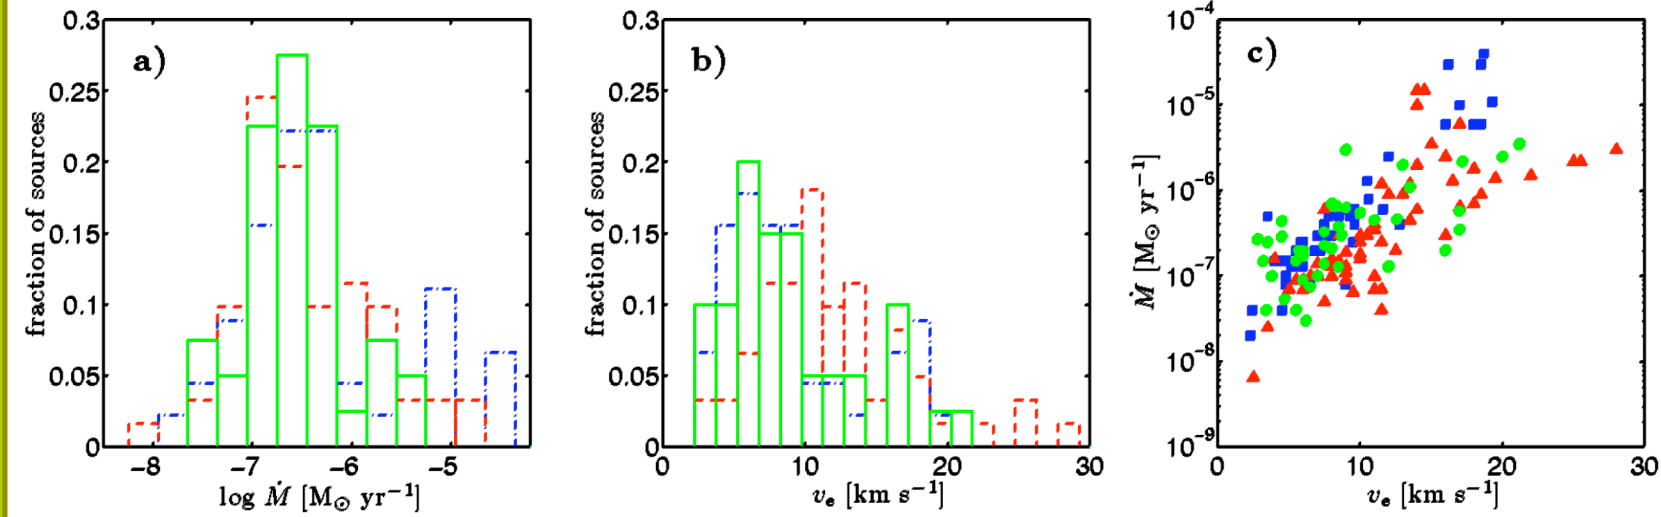 a)
0.3
0.25
0.2
0.15
0.1
0.05
0
fraction of sources
−8 −7 −6 −5
log Ṁ [M⊙ yr⁻¹]
b)
0.3
0.25
0.2
0.15
0.1
0.05
0
fraction of sources
0 10 20 30
vₑ [km s⁻¹]
c)
10⁻⁴
10⁻⁵
10⁻⁶
10⁻⁷
10⁻⁸
10⁻⁹
Ṁ [M⊙ yr⁻¹]
0 10 20 30
vₑ [km s⁻¹]